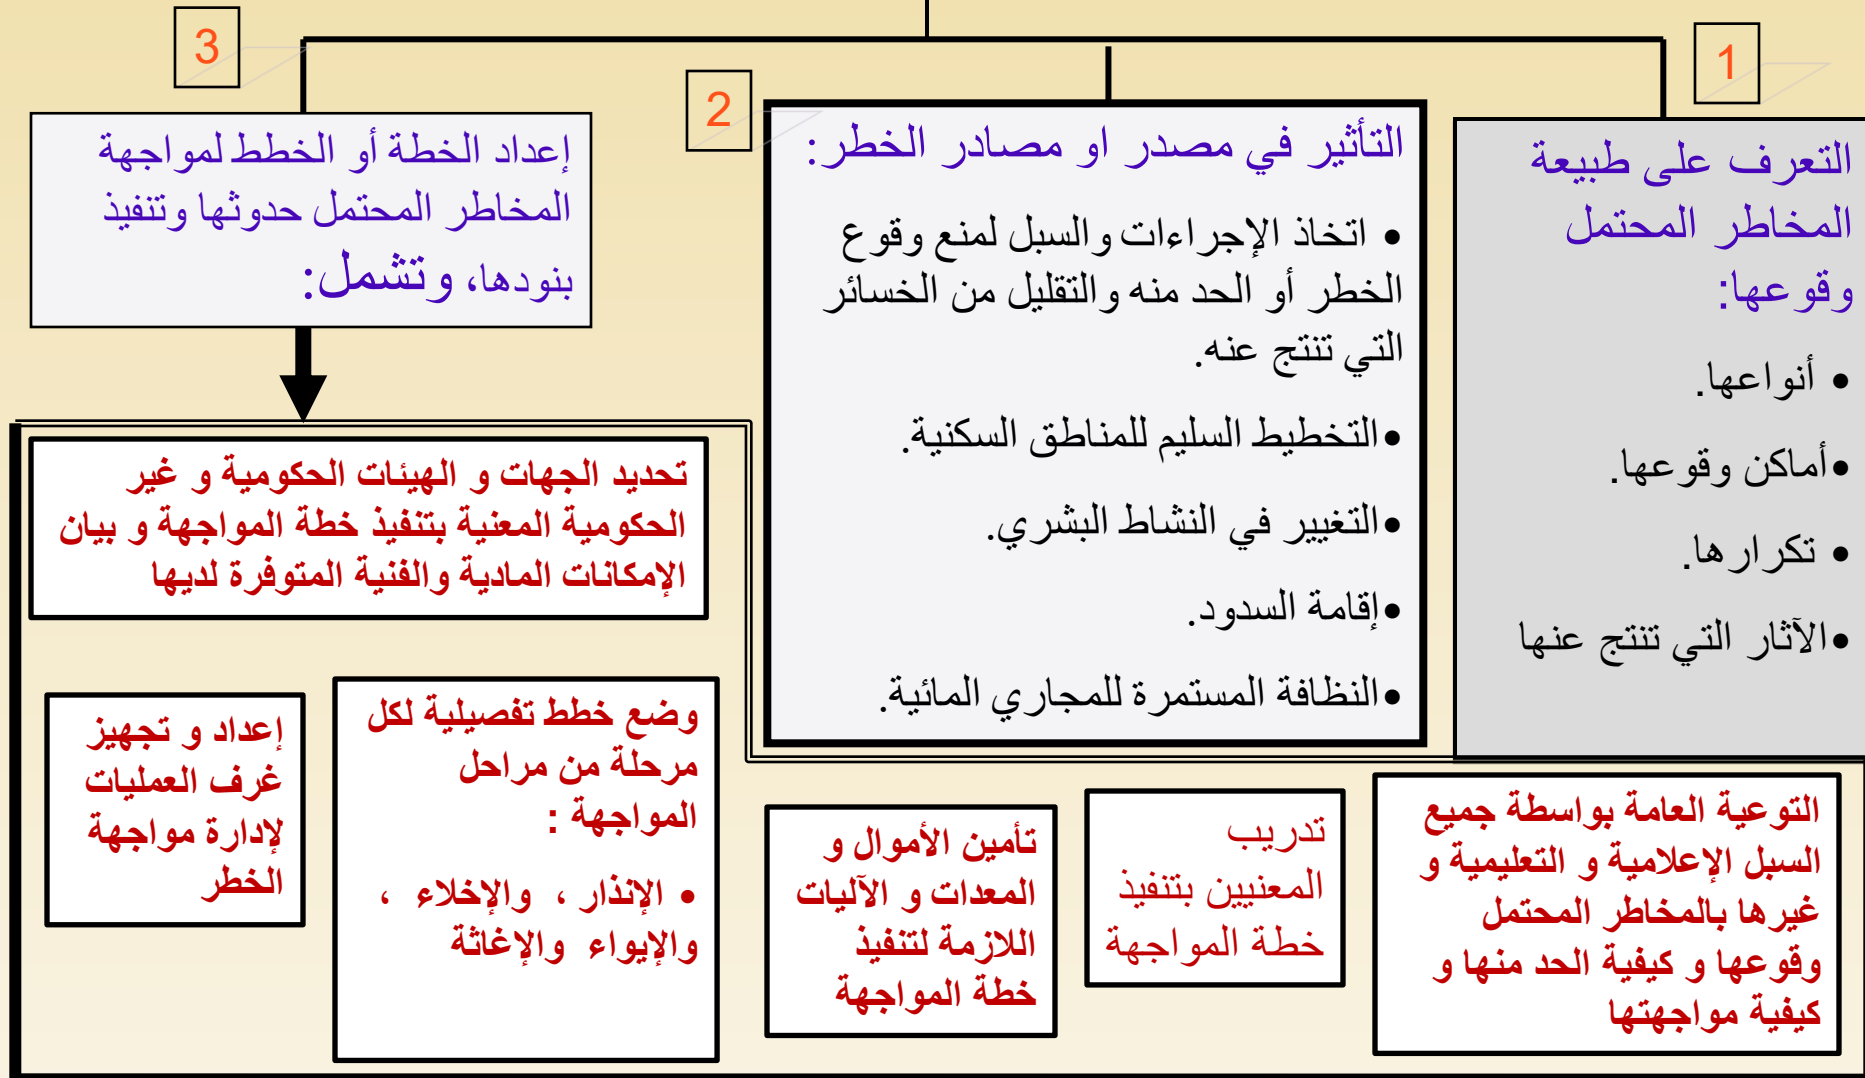 1
التعرف على طبيعة
المخاطر المحتمل
وقوعها:
• أنواعها.
•أماكن وقوعها.
• تكرارها.
•الآثار التي تنتج عنها
2
التأثير في مصدر او مصادر الخطر:
• اتخاذ الإجراءات والسبل لمنع وقوع
الخطر أو الحد منه والتقليل من الخسائر
التي تنتج عنه.
•التخطيط السليم للمناطق السكنية.
•التغيير في النشاط البشري.
•إقامة السدود.
•النظافة المستمرة للمجاري المائية.
3
إعداد الخطة أو الخطط لمواجهة
المخاطر المحتمل حدوثها وتنفيذ
بنودها، وتشمل:
تحديد الجهات و الهيئات الحكومية و غير
الحكومية المعنية بتنفيذ خطة المواجهة و بيان
الإمكانات المادية والفنية المتوفرة لديها
التوعية العامة بواسطة جميع
السبل الإعلامية و التعليمية و
غيرها بالمخاطر المحتمل
وقوعها و كيفية الحد منها و
كيفية مواجهتها
تدريب
المعنيين بتنفيذ
خطة المواجهة
تأمين الأموال و
المعدات و الآليات
اللازمة لتنفيذ
خطة المواجهة
وضع خطط تفصيلية لكل
مرحلة من مراحل
المواجهة :
• الإنذار ، والإخلاء ،
والإيواء والإغاثة
إعداد و تجهيز
غرف العمليات
لإدارة مواجهة
الخطر